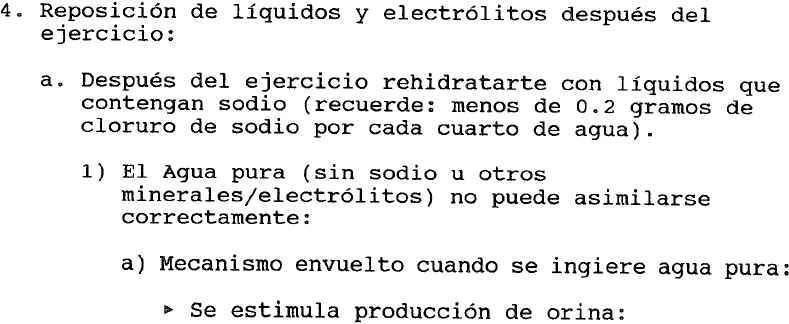 4. Reposición de líquidos y electrólitos después del
ejercicio:
a. Después del ejercicio rehidratarte con líquidos que
contengan sodio (recuerde: menos de 0.2 gramos de
cloruro de sodio por cada cuarto de agua).
1) El Agua pura (sin sodio u otros
minerales/electrólitos) no puede asimilarse
correctamente:
a) Mecanismo envuelto cuando se ingiere agua pura:
▸ Se estimula producción de orina: